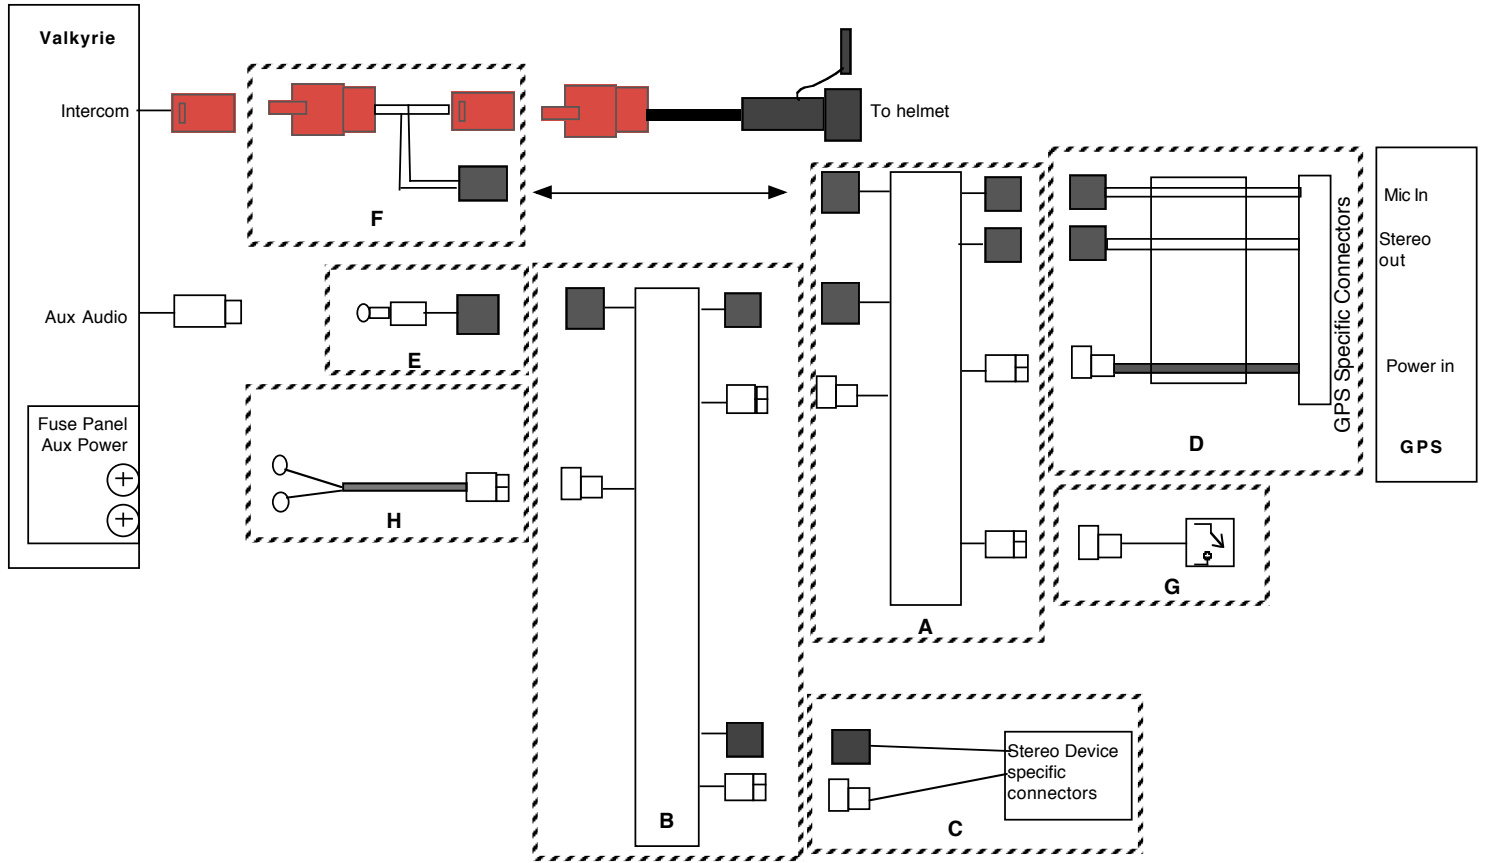 Valkyrie
Intercom
To helmet
F
Mic In
Stereo
out
GPS Specific Connectors
Power in
Aux Audio
E
Fuse Panel
Aux Power
D
GPS
H
G
A
Stereo Device
specific
connectors
B
C